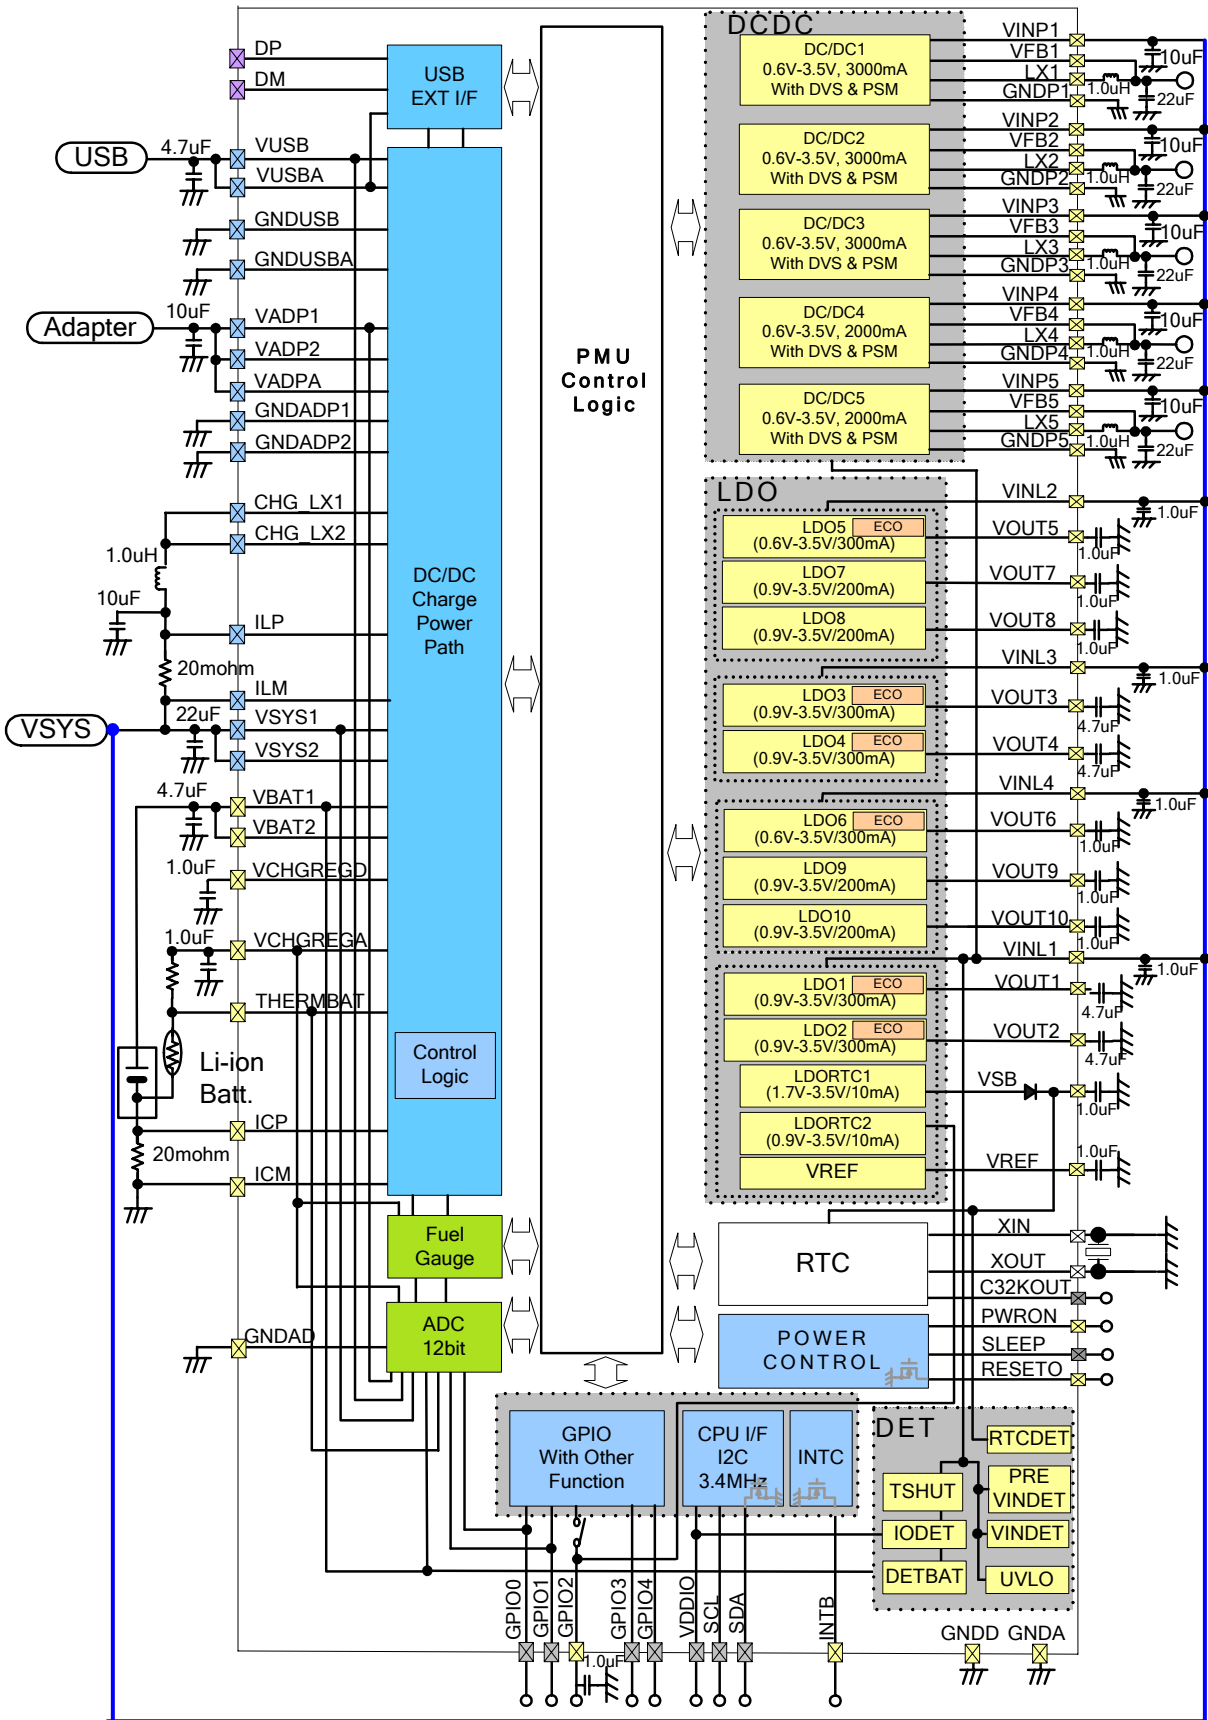 DP
DM
USB
EXT I/F
USB
4.7uF
VUSB
VUSBA
GNDUSB
GNDUSBA
Adapter
10uF
VADP1
VADP2
VADPA
GNDADP1
GNDADP2
CHG_LX1
CHG_LX2
1.0uH
10uF
ILP
20mohm
ILM
VSYS
22uF
VSYS1
VSYS2
4.7uF
VBAT1
VBAT2
1.0uF
VCHGREGD
1.0uF
VCHGREGA
THERMBAT
Li-ion
Batt.
ICP
20mohm
ICM
GNDAD
DC/DC
Charge
Power
Path
Control
Logic
Fuel
Gauge
ADC
12bit
PMU
Control
Logic
DCDC
DC/DC1
0.6V-3.5V, 3000mA
With DVS & PSM
VINP1
VFB1
LX1
GNDP1
10uF
1.0uH
22uF
DC/DC2
0.6V-3.5V, 3000mA
With DVS & PSM
VINP2
VFB2
LX2
GNDP2
10uF
1.0uH
22uF
DC/DC3
0.6V-3.5V, 3000mA
With DVS & PSM
VINP3
VFB3
LX3
GNDP3
10uF
1.0uH
22uF
DC/DC4
0.6V-3.5V, 2000mA
With DVS & PSM
VINP4
VFB4
LX4
GNDP4
10uF
1.0uH
22uF
DC/DC5
0.6V-3.5V, 2000mA
With DVS & PSM
VINP5
VFB5
LX5
GNDP5
10uF
1.0uH
22uF
LDO
VINL2
1.0uF
LDO5 ECO
(0.6V-3.5V/300mA)
VOUT5
1.0uF
LDO7
(0.9V-3.5V/200mA)
VOUT7
1.0uF
LDO8
(0.9V-3.5V/200mA)
VOUT8
1.0uF
VINL3
1.0uF
LDO3 ECO
(0.9V-3.5V/300mA)
VOUT3
4.7uF
LDO4 ECO
(0.9V-3.5V/300mA)
VOUT4
4.7uF
VINL4
1.0uF
LDO6 ECO
(0.6V-3.5V/300mA)
VOUT6
1.0uF
LDO9
(0.9V-3.5V/200mA)
VOUT9
1.0uF
LDO10
(0.9V-3.5V/200mA)
VOUT10
1.0uF
VINL1
1.0uF
LDO1 ECO
(0.9V-3.5V/300mA)
VOUT1
4.7uF
LDO2 ECO
(0.9V-3.5V/300mA)
VOUT2
4.7uF
LDORTC1
(1.7V-3.5V/10mA)
VSB
1.0uF
LDORTC2
(0.9V-3.5V/10mA)
VREF
VREF
1.0uF
RTC
XIN
XOUT
C32KOUT
POWER
CONTROL
PWRON
SLEEP
RESETO
GPIO
With Other
Function
CPU I/F
I2C
3.4MHz
INTC
DET
RTCDET
TSHUT
PRE
VINDET
IODET
VINDET
DETBAT
UVLO
GPIO0
GPIO1
GPIO2
GPIO3
GPIO4
VDDIO
SCL
SDA
INTB
GNDD
GNDA
1.0uF